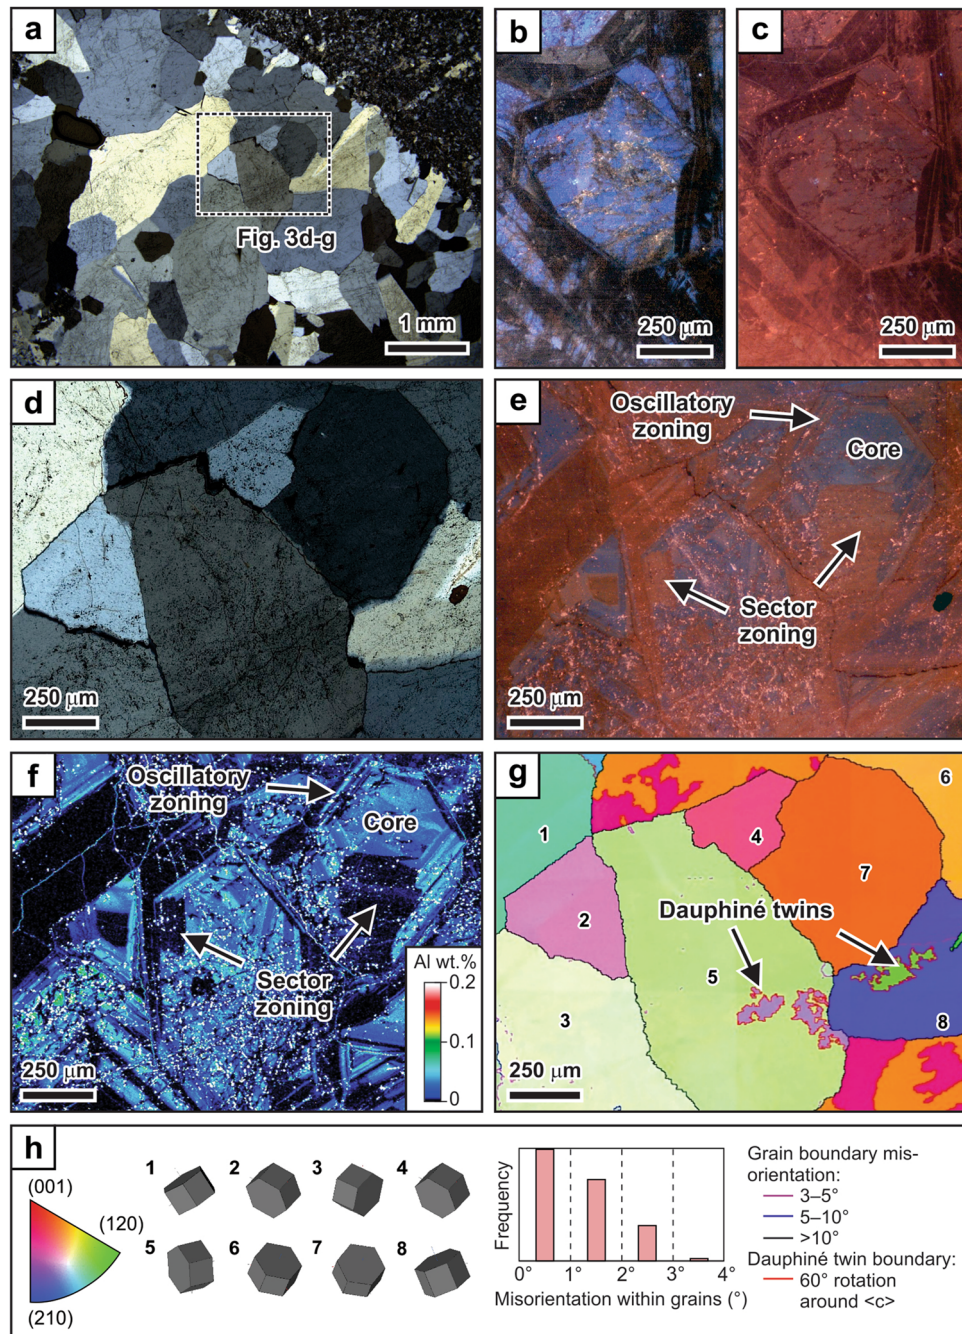 a
Fig. 3d-g
1 mm
b
250 μm
c
250 μm
d
250 μm
e
Oscillatory
zoning
Core
Sector
zoning
250 μm
f
Oscillatory
zoning
Core
Sector
zoning
Al wt.%
0.2
0.1
0
250 μm
g
1
2
3
4
5
6
7
8
Dauphiné twins
250 μm
h
(001)
(120)
(210)
1 2 3 4
5 6 7 8
Frequency
0° 1° 2° 3° 4°
Misorientation within grains (°)
Grain boundary mis-
orientation:
3–5°
5–10°
>10°
Dauphiné twin boundary:
60° rotation
around <c>